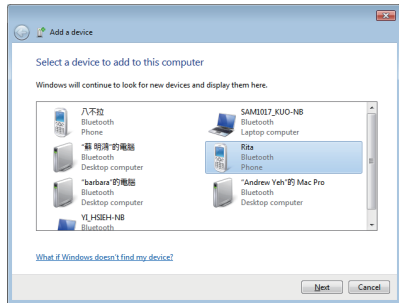 Add a device
Select a device to add to this computer
Windows will continue to look for new devices and display them here.
八不拉
Bluetooth
Phone
SAM1017_KUO-NB
Bluetooth
Laptop computer
"蘇 明鴻"的電腦
Bluetooth
Desktop computer
Rita
Bluetooth
Phone
"barbara"的電腦
Bluetooth
Desktop computer
"Andrew Yeh"的 Mac Pro
Bluetooth
Desktop computer
YI_HSIEH-NB
Bluetooth
What if Windows doesn't find my device?
Next
Cancel